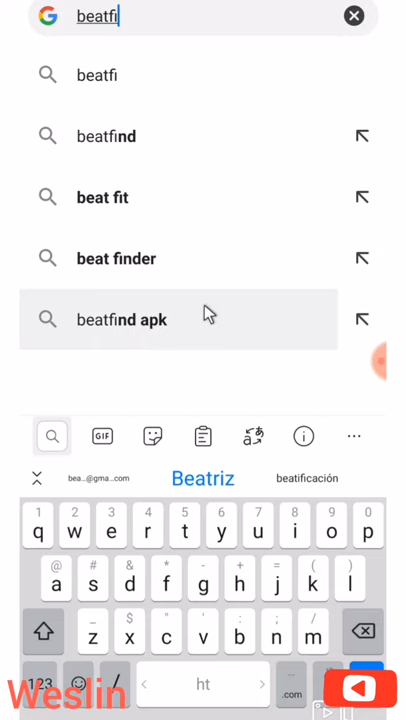 beatfi
beatfi
beatfind
beat fit
beat finder
beatfind apk
GIF
bea...@gma...com Beatriz beatificación
1 2 3 4 5 6 7 8 9 0
q w e r t y u i o p
@ # & * - + = ( )
a s d f g h j k l
_ " ' : ; /
z x c v b n m
123 / ht .com
Weslin